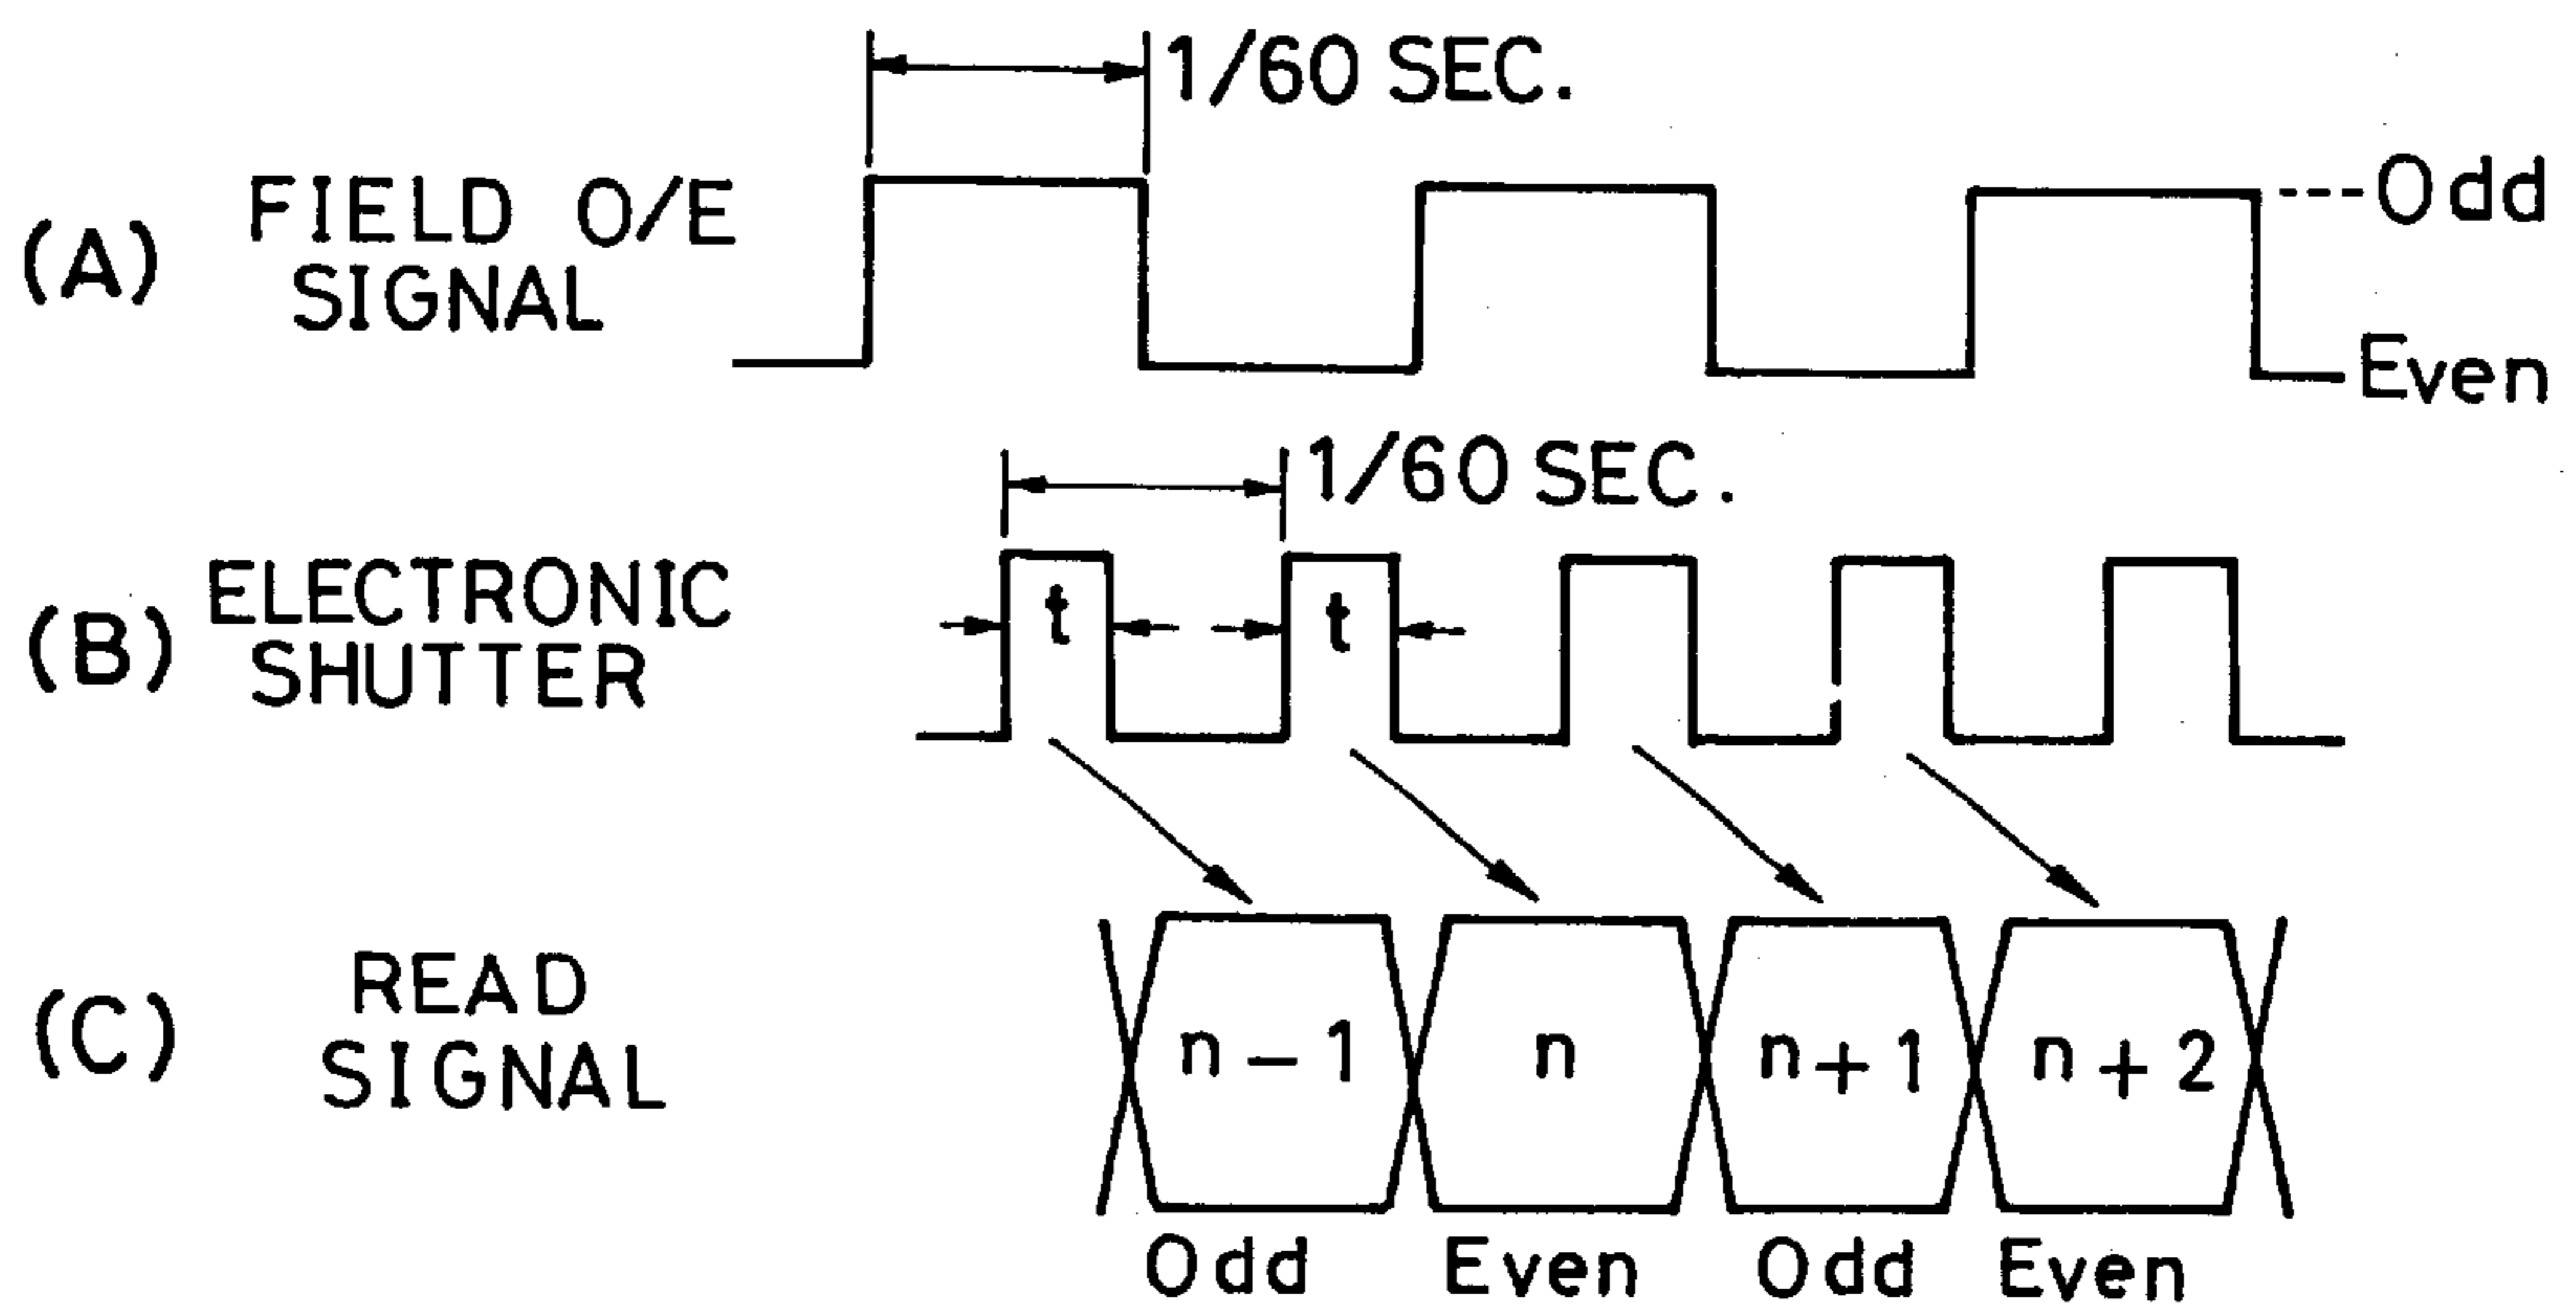 1/60 SEC.
(A) FIELD O/E
SIGNAL
---Odd
Even
1/60 SEC.
(B) ELECTRONIC
SHUTTER
t
t
(C) READ
SIGNAL
n-1
n
n+1
n+2
Odd
Even
Odd
Even